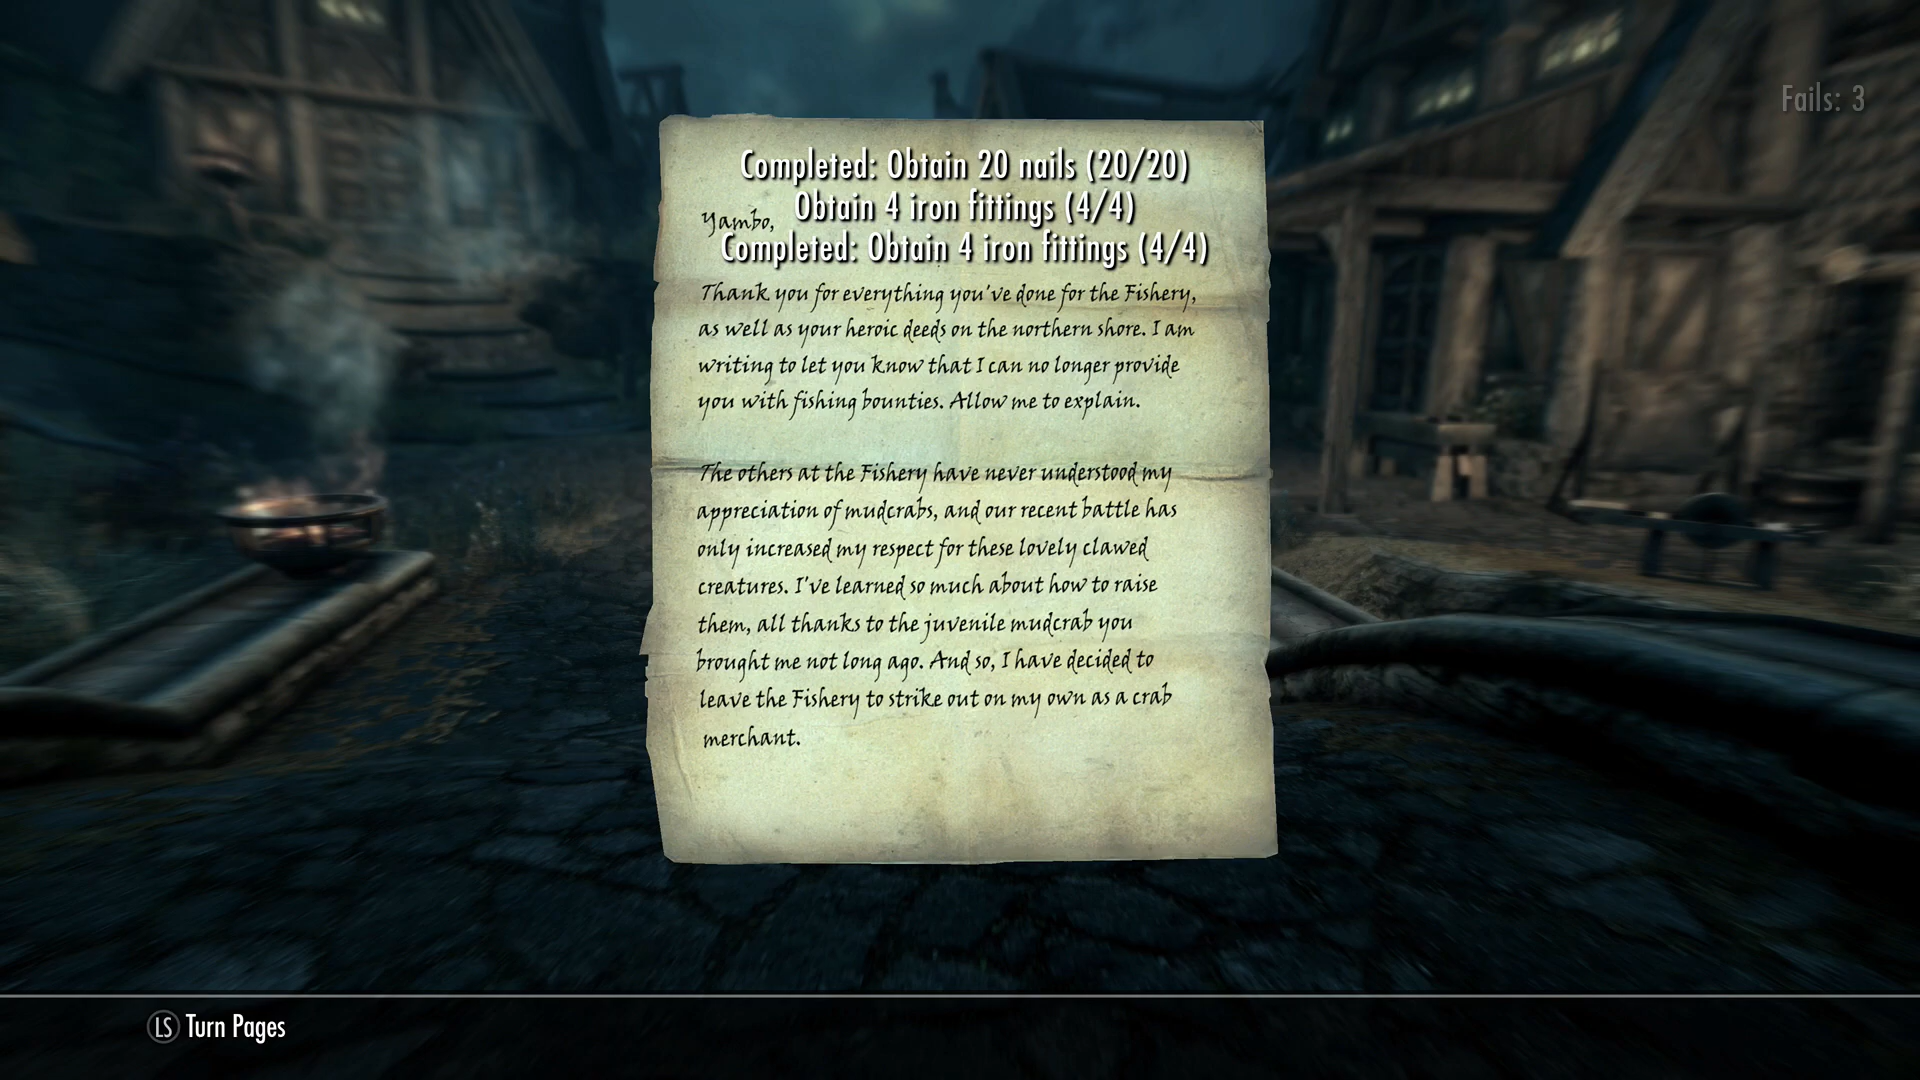 Fails: 3
Completed: Obtain 20 nails (20/20)
Obtain 4 iron fittings (4/4)
Yambo,
Completed: Obtain 4 iron fittings (4/4)
Thank you for everything you've done for the Fishery,
as well as your heroic deeds on the northern shore. I am
writing to let you know that I can no longer provide
you with fishing bounties. Allow me to explain.
The others at the Fishery have never understood my
appreciation of mudcrabs, and our recent battle has
only increased my respect for these lovely clawed
creatures. I've learned so much about how to raise
them, all thanks to the juvenile mudcrab you
brought me not long ago. And so, I have decided to
leave the Fishery to strike out on my own as a crab
merchant.
LS Turn Pages